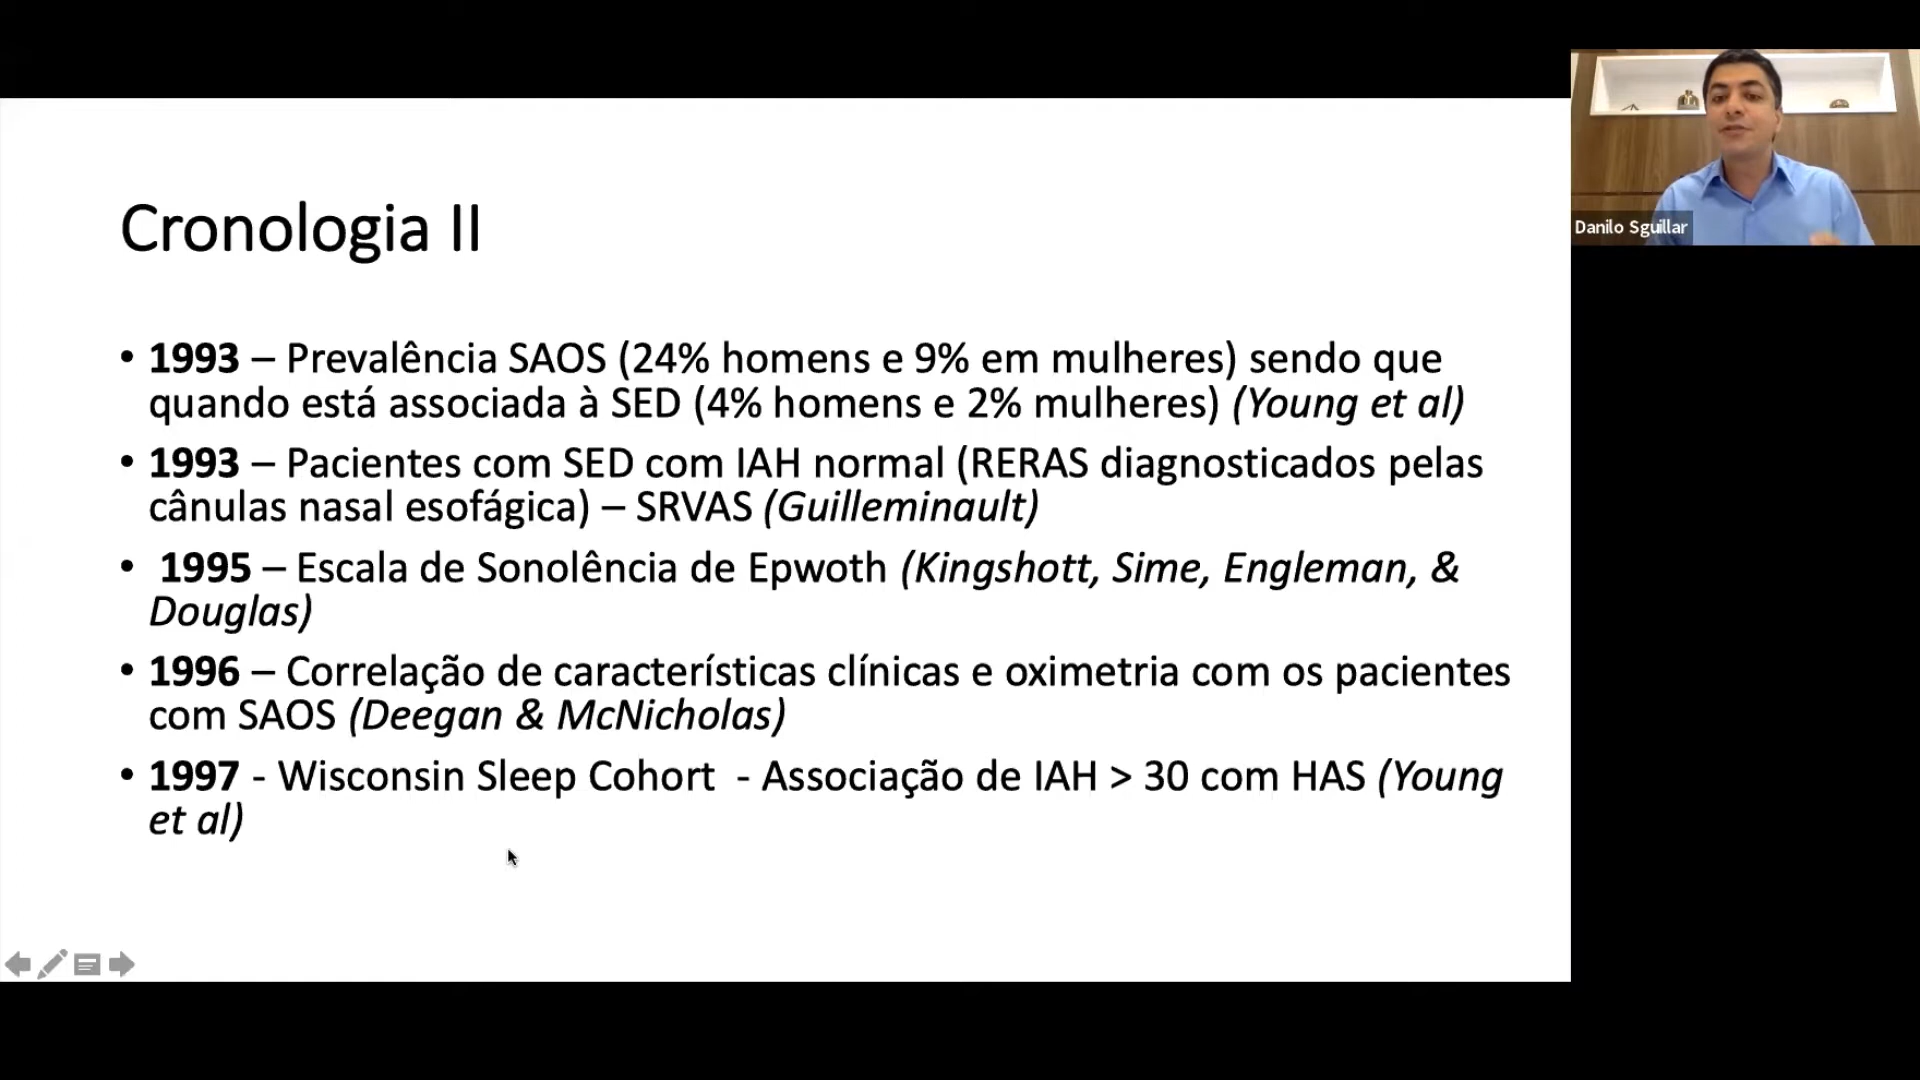 Cronologia II
• 1993 – Prevalência SAOS (24% homens e 9% em mulheres) sendo que
quando está associada à SED (4% homens e 2% mulheres) (Young et al)
• 1993 – Pacientes com SED com IAH normal (RERAS diagnosticados pelas
cânulas nasal esofágica) – SRVAS (Guilleminault)
• 1995 – Escala de Sonolência de Epwoth (Kingshott, Sime, Engleman, &
Douglas)
• 1996 – Correlação de características clínicas e oximetria com os pacientes
com SAOS (Deegan & McNicholas)
• 1997 - Wisconsin Sleep Cohort - Associação de IAH > 30 com HAS (Young
et al)
Danilo Sguillar